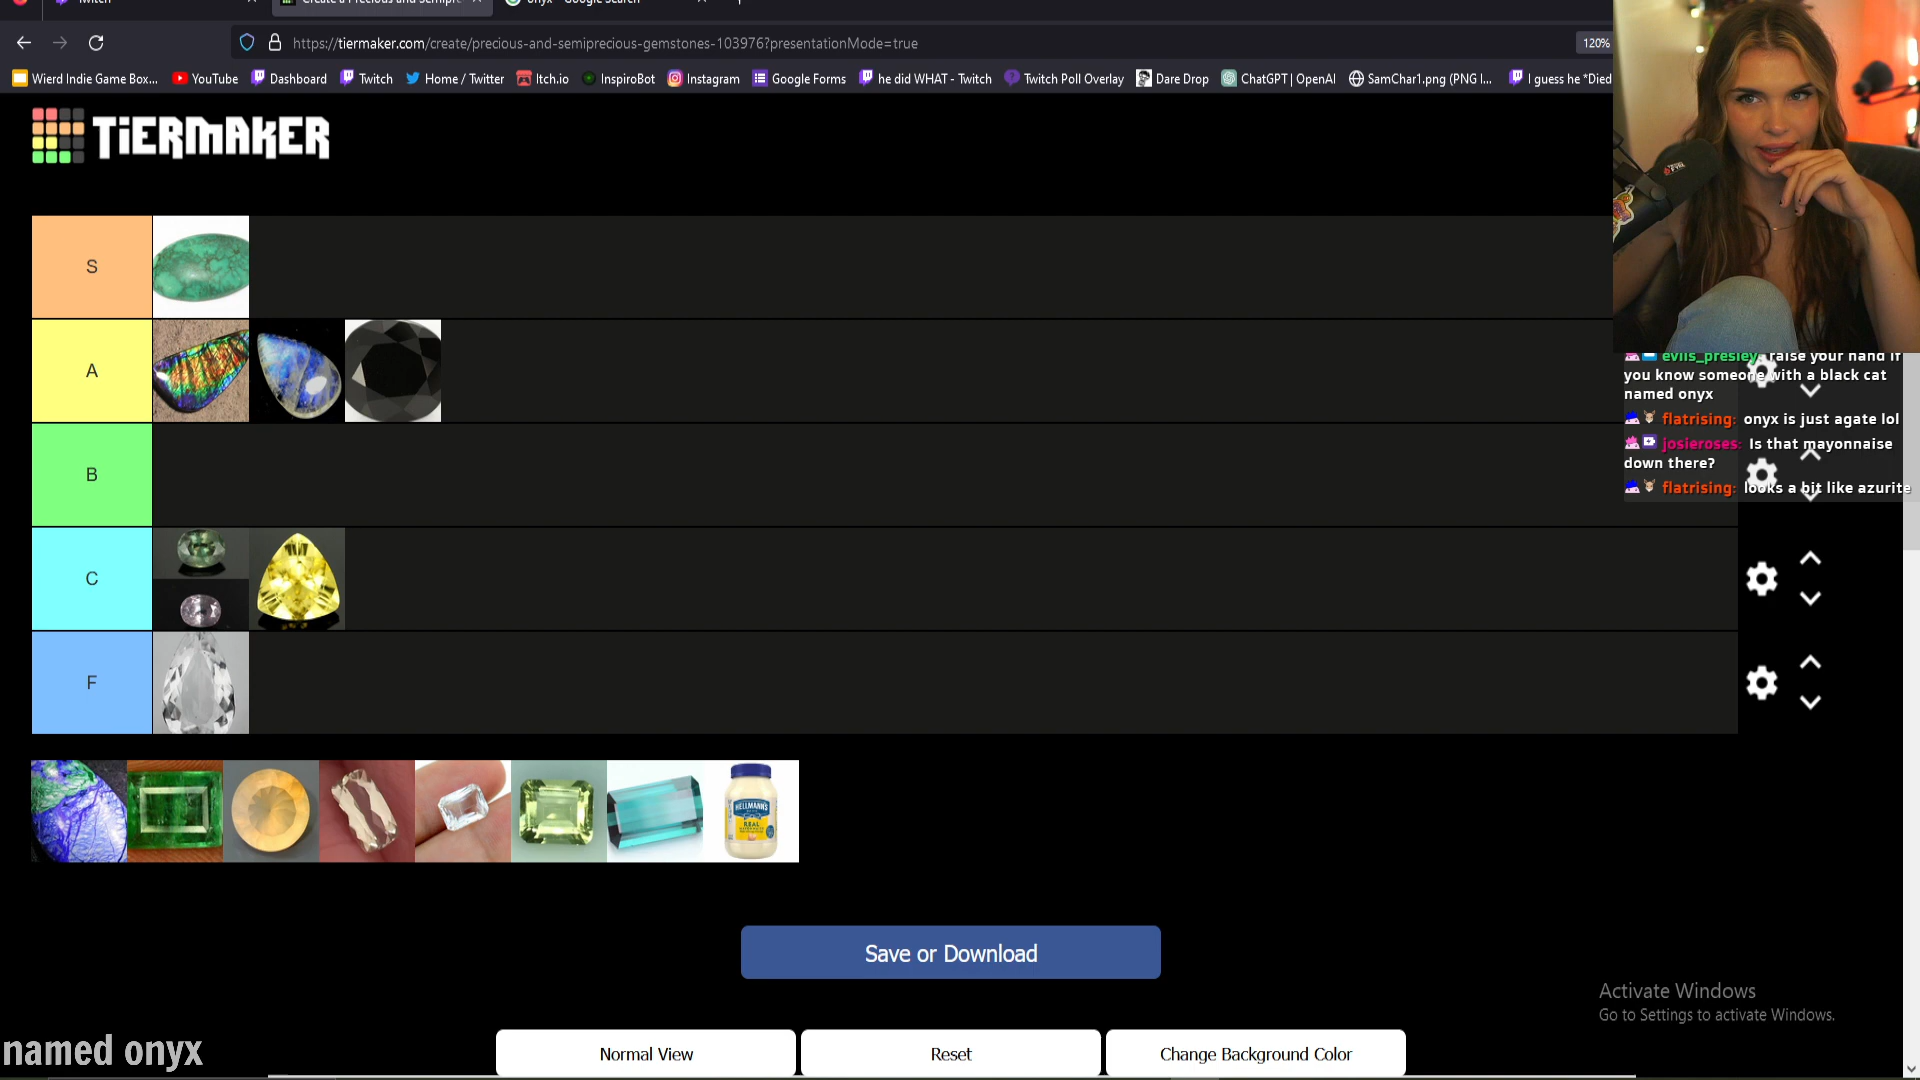 https://tiermaker.com/create/precious-and-semiprecious-gemstones-103976?presentationMode=true
120%
Wierd Indie Game Box...
YouTube
Dashboard
Twitch
Home / Twitter
Itch.io
InspiroBot
Instagram
Google Forms
he did WHAT - Twitch
Twitch Poll Overlay
Dare Drop
ChatGPT | OpenAI
SamChar1.png (PNG I...
I guess he *Died
TiERMAKER
S
A
B
C
F
evils_presley: raise your hand if
you know someone with a black cat
named onyx
flatrising: onyx is just agate lol
josieroses: Is that mayonnaise
down there?
flatrising: looks a bit like azurite
HELLMANN'S
REAL
Save or Download
Activate Windows
Go to Settings to activate Windows.
named onyx
Normal View
Reset
Change Background Color